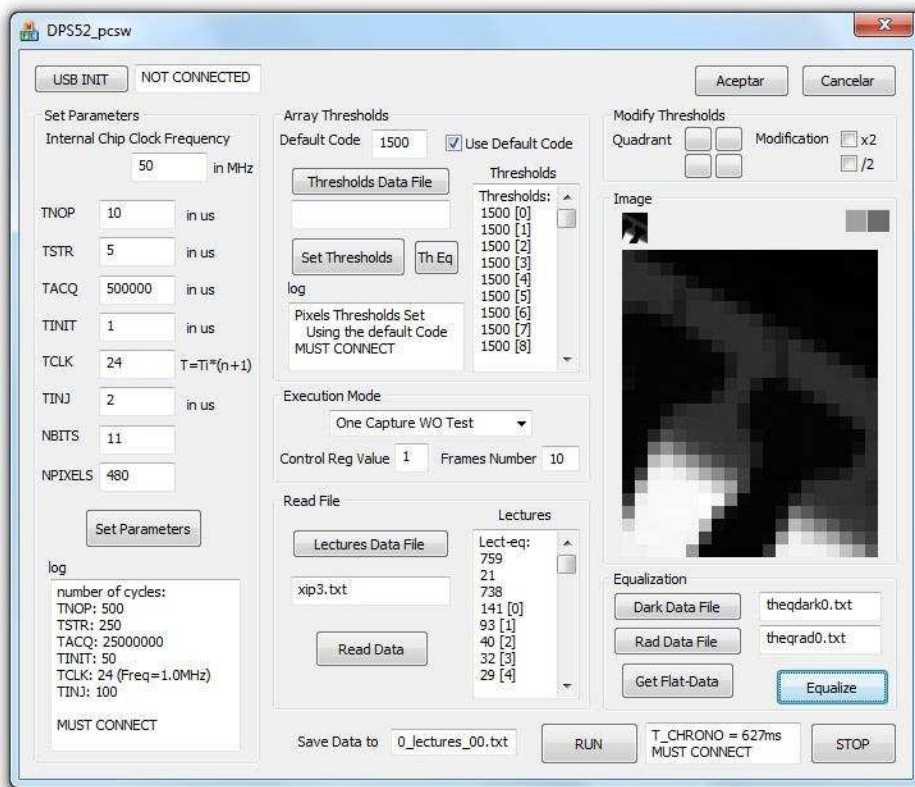 DPS52_pcsw
USB INIT
NOT CONNECTED
Aceptar
Cancelar
Set Parameters
Internal Chip Clock Frequency
50 in MHz
TNOP 10 in us
TSTR 5 in us
TACQ 500000 in us
TINIT 1 in us
TCLK 24 T=Ti*(n+1)
TINJ 2 in us
NBITS 11
NPIXELS 480
Set Parameters
log
number of cycles:
TNOP: 500
TSTR: 250
TACQ: 25000000
TINIT: 50
TCLK: 24 (Freq=1.0MHz)
TINJ: 100
MUST CONNECT
Array Thresholds
Default Code 1500 Use Default Code
Thresholds Data File
Set Thresholds
Th Eq
log
Pixels Thresholds Set
Using the default Code
MUST CONNECT
Thresholds
Thresholds:
1500 [0]
1500 [1]
1500 [2]
1500 [3]
1500 [4]
1500 [5]
1500 [6]
1500 [7]
1500 [8]
Execution Mode
One Capture WO Test
Control Reg Value 1 Frames Number 10
Read File
Lectures Data File
xip3.txt
Read Data
Lectures
Lect-eq:
759
21
738
141 [0]
93 [1]
40 [2]
32 [3]
29 [4]
Modify Thresholds
Quadrant Modification x2
/2
Image
Equalization
Dark Data File theqdark0.txt
Rad Data File theqrad0.txt
Get Flat-Data Equalize
Save Data to 0_lectures_00.txt
RUN
T_CHRONO = 627ms
MUST CONNECT
STOP